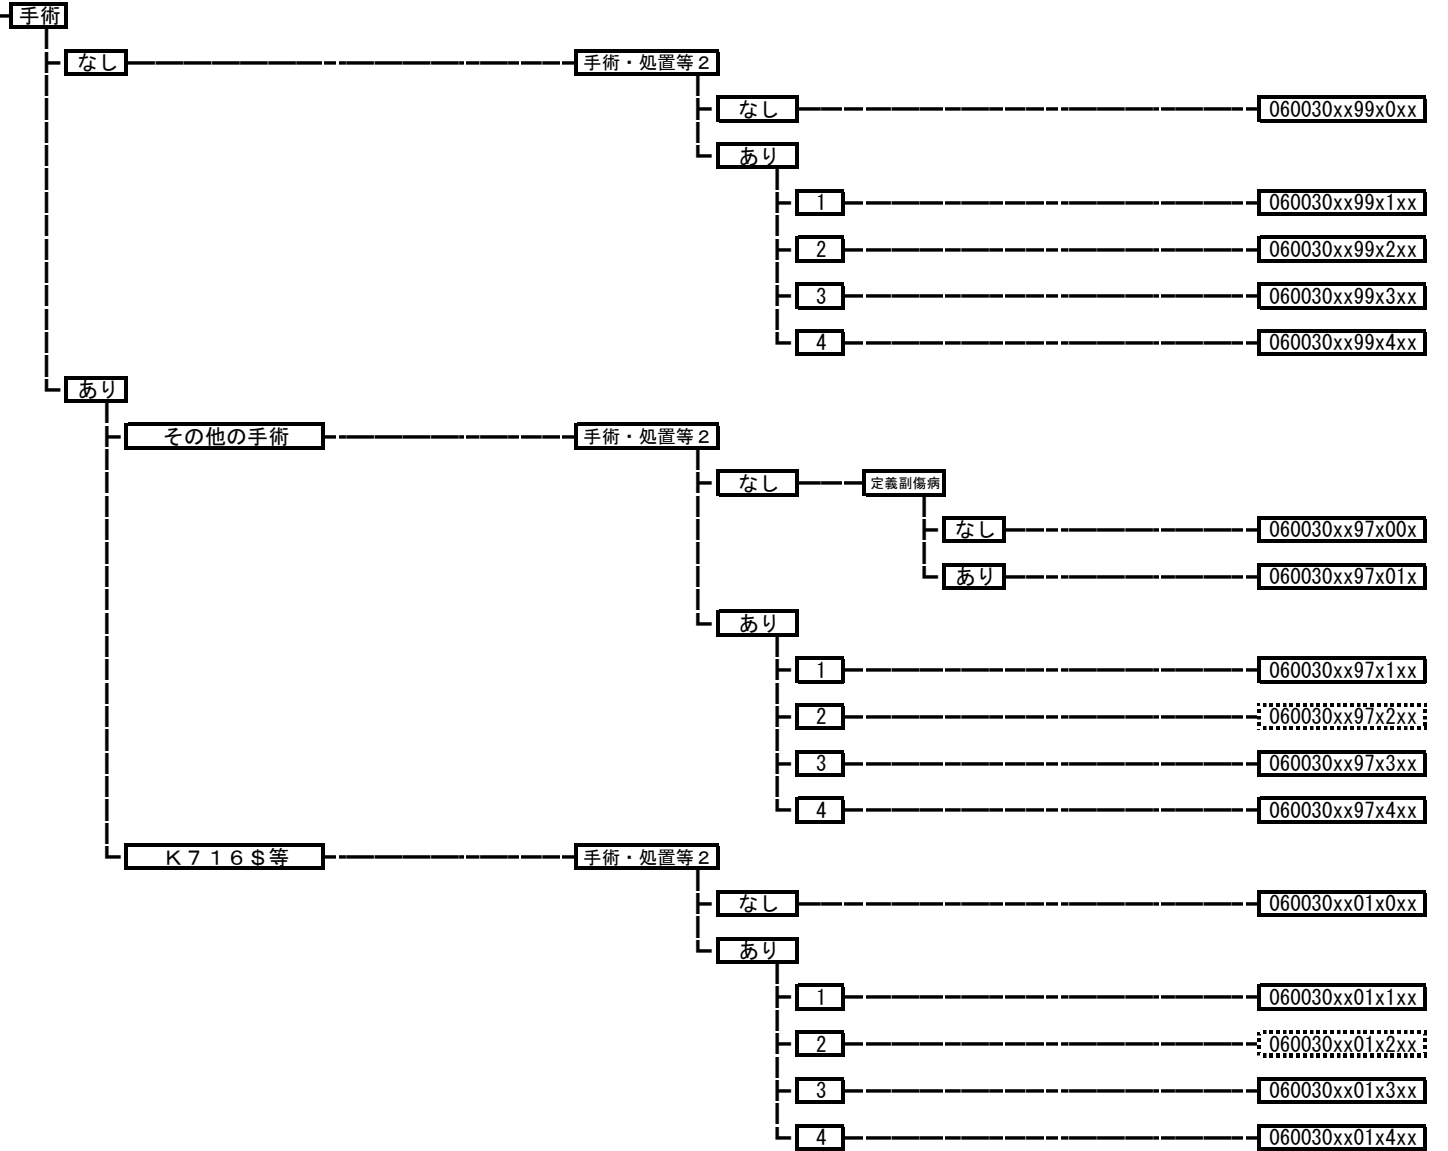 手術
なし 手術・処置等２
なし 060030xx99x0xx
あり
1 060030xx99x1xx
2 060030xx99x2xx
3 060030xx99x3xx
4 060030xx99x4xx
あり
その他の手術 手術・処置等２
なし 定義副傷病
なし 060030xx97x00x
あり 060030xx97x01x
あり
1 060030xx97x1xx
2 060030xx97x2xx
3 060030xx97x3xx
4 060030xx97x4xx
Ｋ７１６＄等 手術・処置等２
なし 060030xx01x0xx
あり
1 060030xx01x1xx
2 060030xx01x2xx
3 060030xx01x3xx
4 060030xx01x4xx